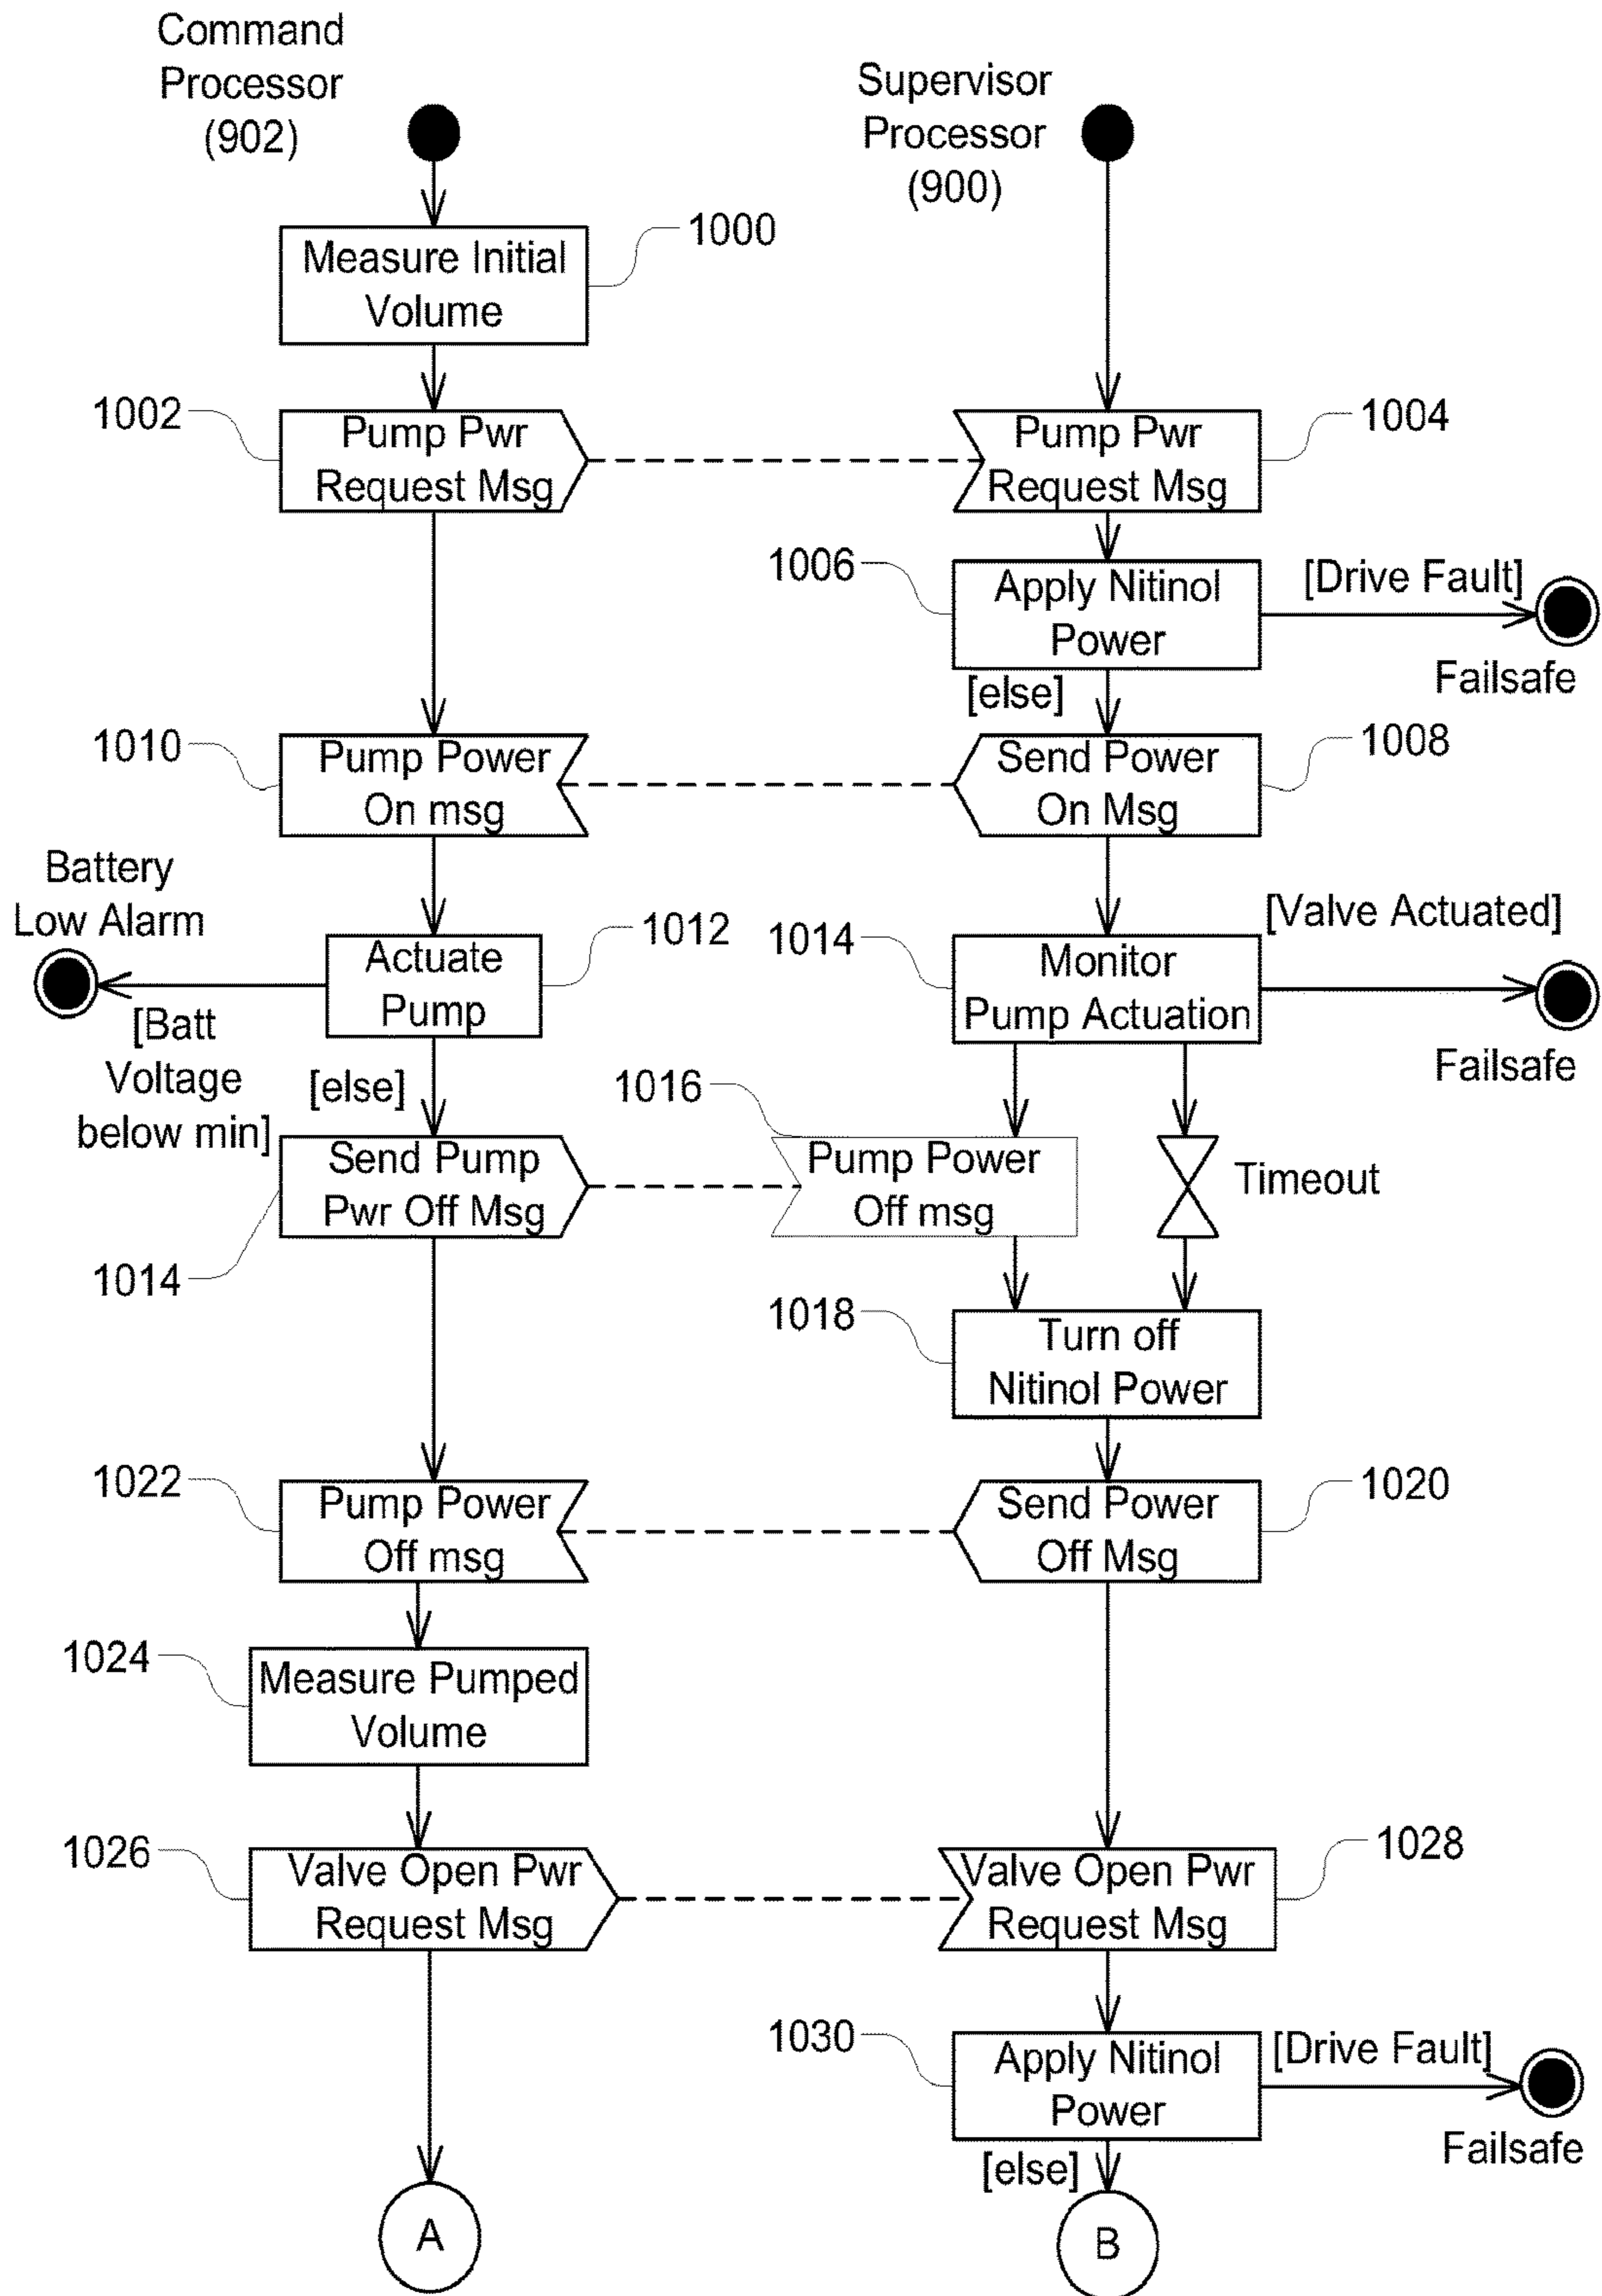 Command
Processor
(902)
Supervisor
Processor
(900)
Measure Initial
Volume
1000
1002
Pump Pwr
Request Msg
Pump Pwr
Request Msg
1004
1006
Apply Nitinol
Power
[Drive Fault]
Failsafe
[else]
1010
Pump Power
On msg
Send Power
On Msg
1008
Battery
Low Alarm
Actuate
Pump
1012
[Batt
Voltage
below min]
[else]
1014
Monitor
Pump Actuation
[Valve Actuated]
Failsafe
1014
Send Pump
Pwr Off Msg
1016
Pump Power
Off msg
Timeout
1018
Turn off
Nitinol Power
1022
Pump Power
Off msg
Send Power
Off Msg
1020
1024
Measure Pumped
Volume
1026
Valve Open Pwr
Request Msg
Valve Open Pwr
Request Msg
1028
1030
Apply Nitinol
Power
[Drive Fault]
Failsafe
[else]
A
B